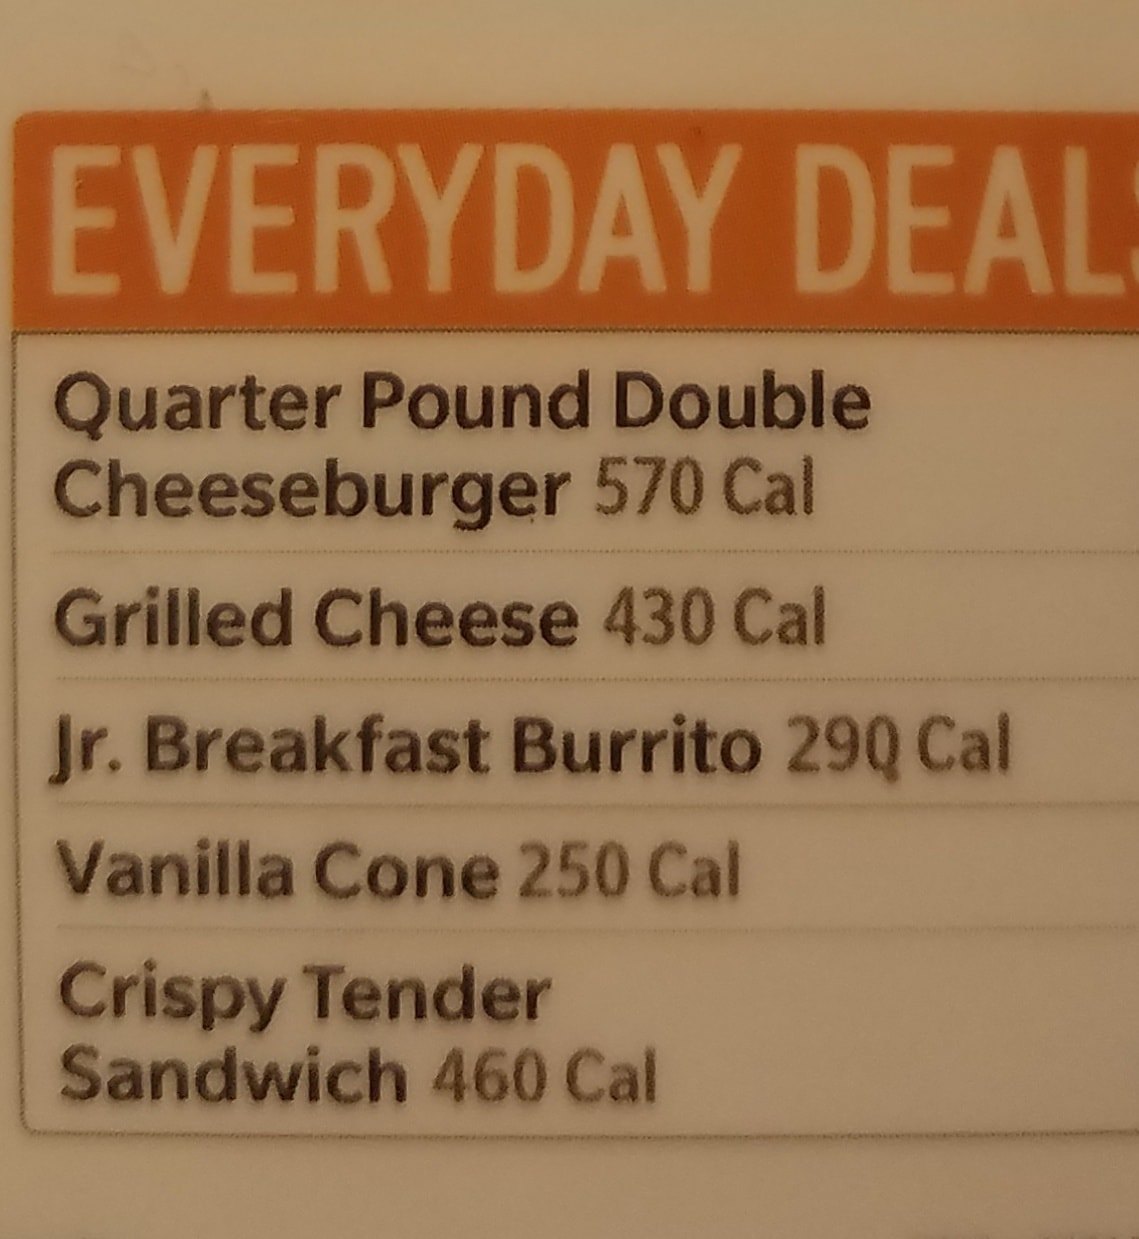 EVERYDAY DEALS
Quarter Pound Double
Cheeseburger 570 Cal
Grilled Cheese 430 Cal
Jr. Breakfast Burrito 290 Cal
Vanilla Cone 250 Cal
Crispy Tender
Sandwich 460 Cal